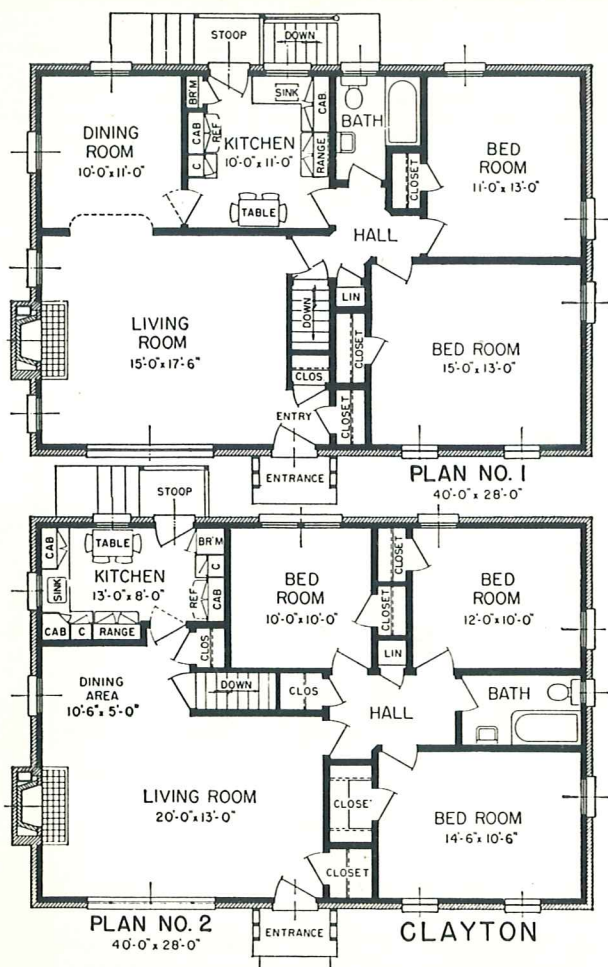 STOOP
DOWN
BR'M
SINK
CAB
CAB
REF
C
RANGE
DINING
ROOM
10'-0" x 11'-0"
KITCHEN
10'-0" x 11'-0"
TABLE
BATH
CLOSET
BED
ROOM
11'-0" x 13'-0"
HALL
LIN
DOWN
LIVING
ROOM
15'-0" x 17'-6"
CLOSET
BED ROOM
15'-0" x 13'-0"
CLOS
ENTRY
CLOSET
ENTRANCE
PLAN NO. 1
40'-0" x 28'-0"
STOOP
CAB
TABLE
BR'M
C
KITCHEN
13'-0" x 8'-0"
SINK
REF
CAB
CAB
C
RANGE
BED
ROOM
10'-0" x 10'-0"
CLOSET
CLOSET
BED
ROOM
12'-0" x 10'-0"
CLOS
LIN
DINING
AREA
10'-6" x 5'-0"
DOWN
CLOS
HALL
BATH
LIVING ROOM
20'-0" x 13'-0"
CLOSE'
BED ROOM
14'-6" x 10'-6"
CLOSET
ENTRANCE
PLAN NO. 2
40'-0" x 28'-0"
CLAYTON